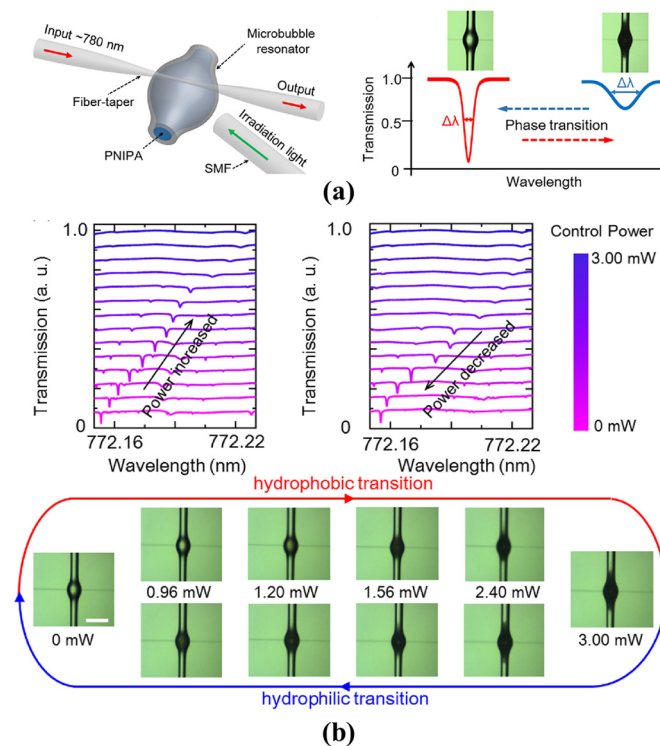 Input ~780 nm
Microbubble
resonator
Fiber-taper
Output
PNIPA
SMF
Irradiation light
Transmission
1.0
0.5
0
Δλ
Δλ
Phase transition
Wavelength
(a)
Transmission (a. u.)
1.0
0
Power increased
772.16
772.22
Wavelength (nm)
Transmission (a. u.)
1.0
0
Power decreased
772.16
772.22
Wavelength (nm)
Control Power
3.00 mW
0 mW
hydrophobic transition
0 mW
0.96 mW
1.20 mW
1.56 mW
2.40 mW
3.00 mW
hydrophilic transition
(b)